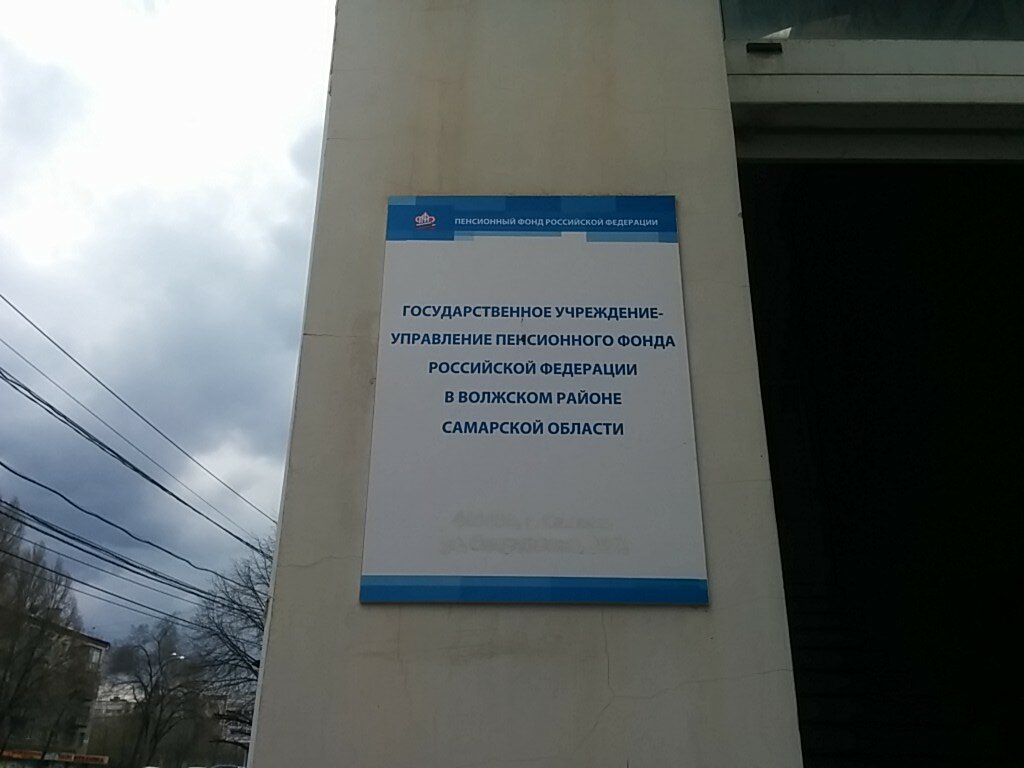 ПЕНСИОННЫЙ ФОНД РОССИЙСКОЙ ФЕДЕРАЦИИ
ГОСУДАРСТВЕННОЕ УЧРЕЖДЕНИЕ-
УПРАВЛЕНИЕ ПЕНСИОННОГО ФОНДА
РОССИЙСКОЙ ФЕДЕРАЦИИ
В ВОЛЖСКОМ РАЙОНЕ
САМАРСКОЙ ОБЛАСТИ